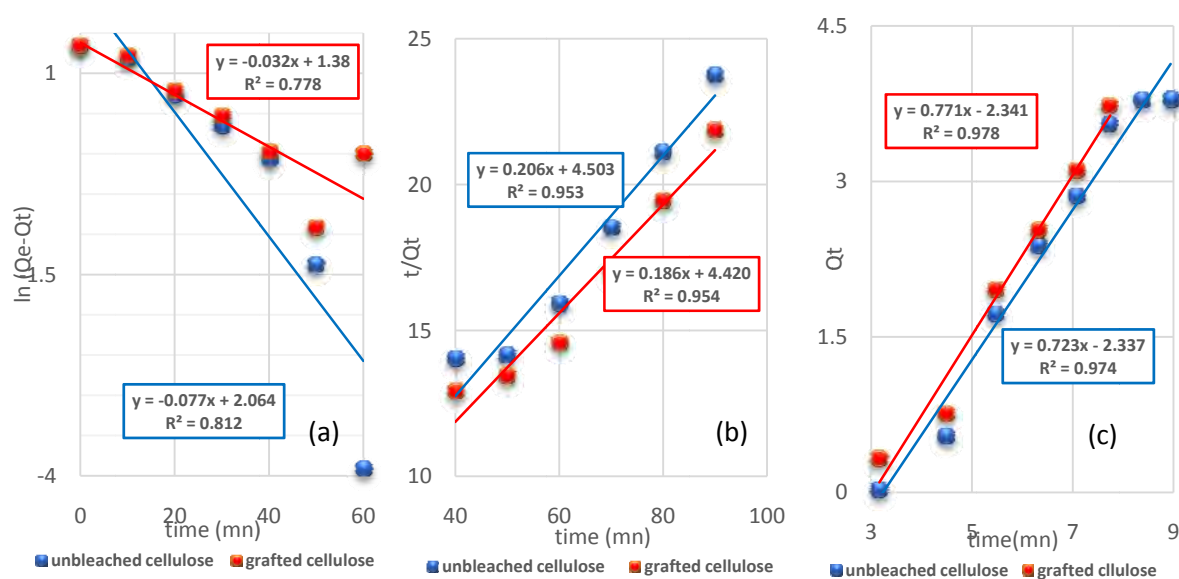 ln (Qe-Qt)
1
-1.5
-4
y = -0.032x + 1.38
R² = 0.778
y = -0.077x + 2.064
R² = 0.812
(a)
0 20 40 60
time (mn)
unbleached cellulose grafted cellulose
t/Qt
25
20
15
10
y = 0.206x + 4.503
R² = 0.953
y = 0.186x + 4.420
R² = 0.954
(b)
40 60 80 100
time (mn)
unbleached cellulose grafted cellulose
Qt
4.5
3
1.5
0
y = 0.771x - 2.341
R² = 0.978
y = 0.723x - 2.337
R² = 0.974
(c)
3 5 7 9
time(mn)
unbleached cellulose grafted cllulose